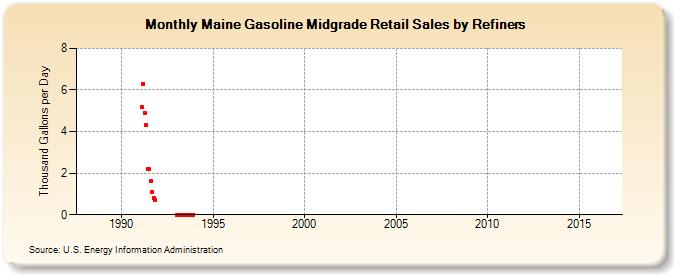 Monthly Maine Gasoline Midgrade Retail Sales by Refiners
Thousand Gallons per Day
8
6
4
2
0
1990 1995 2000 2005 2010 2015
Source: U.S. Energy Information Administration